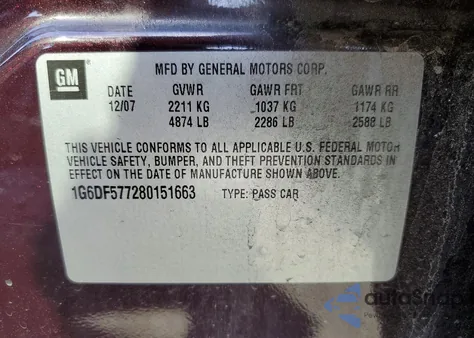 GM
MFD BY GENERAL MOTORS CORP.
DATE GVWR GAWR FRT GAWR RR
12/07 2211 KG 1037 KG 1174 KG
4874 LB 2286 LB 2588 LB
THIS VEHICLE CONFORMS TO ALL APPLICABLE U.S. FEDERAL MOTOR
VEHICLE SAFETY, BUMPER, AND THEFT PREVENTION STANDARDS IN
EFFECT ON THE DATE OF MANUFACTURE SHOWN ABOVE.
1G6DF577280151663 TYPE: PASS CAR
autoSnap